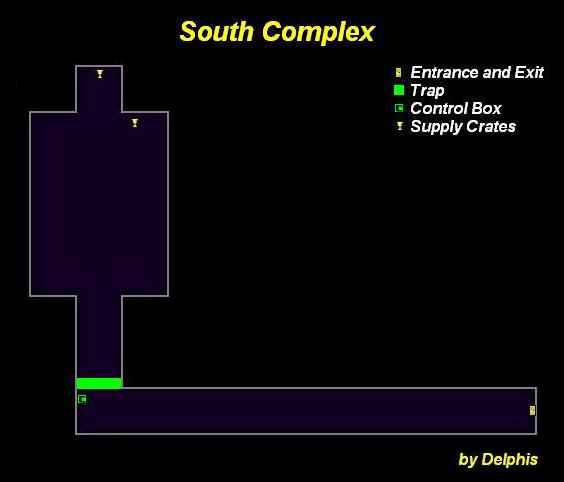 South Complex
Entrance and Exit
Trap
Control Box
Supply Crates
by Delphis